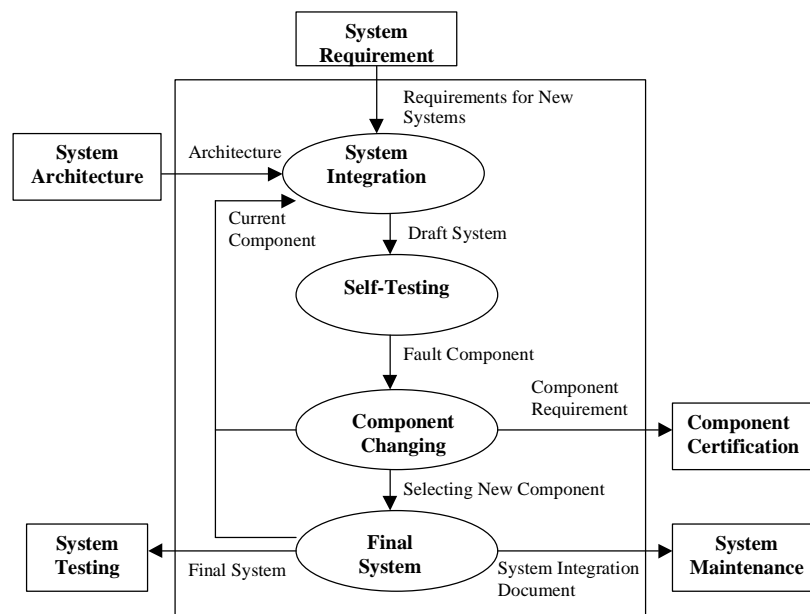 System
Requirement
Requirements for New
Systems
System
Architecture
Architecture
System
Integration
Current
Component
Draft System
Self-Testing
Fault Component
Component
Requirement
Component
Changing
Component
Certification
Selecting New Component
System
Testing
Final System
Final
System
System Integration
Document
System
Maintenance